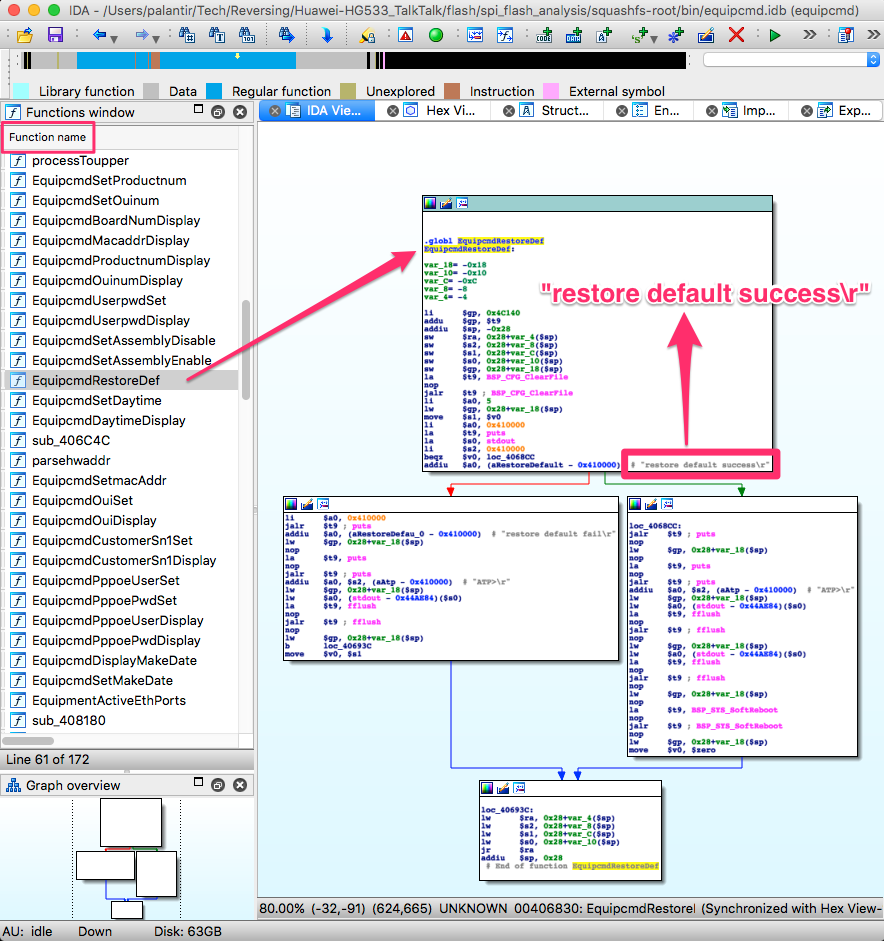 IDA - /Users/palantir/Tech/Reversing/Huawei-HG533_TalkTalk/flash/spi_flash_analysis/squashfs-root/bin/equipcmd.idb (equipcmd)
Library function Data Regular function Unexplored Instruction External symbol
Functions window
IDA Vie... Hex Vi... Struct... En... Imp... Exp...
Function name
processToupper
EquipcmdSetProductnum
EquipcmdSetOuinum
EquipcmdBoardNumDisplay
EquipcmdMacaddrDisplay
EquipcmdProductnumDisplay
EquipcmdOuinumDisplay
EquipcmdUserpwdSet
EquipcmdUserpwdDisplay
EquipcmdSetAssemblyDisable
EquipcmdSetAssemblyEnable
EquipcmdRestoreDef
EquipcmdSetDaytime
EquipcmdDaytimeDisplay
sub_406C4C
parsehwaddr
EquipcmdSetmacAddr
EquipcmdOuiSet
EquipcmdOuiDisplay
EquipcmdCustomerSn1Set
EquipcmdCustomerSn1Display
EquipcmdPppoeUserSet
EquipcmdPppoePwdSet
EquipcmdPppoeUserDisplay
EquipcmdPppoePwdDisplay
EquipcmdDisplayMakeDate
EquipcmdSetMakeDate
EquipmentActiveEthPorts
sub_408180
Line 61 of 172
Graph overview
.globl EquipcmdRestoreDef
EquipcmdRestoreDef:
var_18= -0x18
var_10= -0x10
var_C= -0xC
var_8= -8
var_4= -4
li $gp, 0x4C140
addu $gp, $t9
addiu $sp, -0x28
sw $ra, 0x28+var_4($sp)
sw $s2, 0x28+var_8($sp)
sw $s1, 0x28+var_C($sp)
sw $s0, 0x28+var_10($sp)
sw $gp, 0x28+var_18($sp)
la $t9, BSP_CFG_ClearFile
nop
jalr $t9 ; BSP_CFG_ClearFile
li $a0, 5
lw $gp, 0x28+var_18($sp)
move $s1, $v0
li $a0, 0x410000
la $t9, puts
la $s0, stdout
li $s2, 0x410000
beqz $v0, loc_4068CC
addiu $a0, (aRestoreDefault - 0x410000) # "restore default success\r"
"restore default success\r"
li $a0, 0x410000
jalr $t9 ; puts
addiu $a0, (aRestoreDefau_0 - 0x410000) # "restore default fail\r"
lw $gp, 0x28+var_18($sp)
nop
la $t9, puts
nop
jalr $t9 ; puts
addiu $a0, $s2, (aAtp - 0x410000) # "ATP>\r"
lw $gp, 0x28+var_18($sp)
lw $a0, (stdout - 0x44AE84)($s0)
la $t9, fflush
nop
jalr $t9 ; fflush
nop
lw $gp, 0x28+var_18($sp)
b loc_40693C
move $v0, $s1
loc_4068CC:
jalr $t9 ; puts
nop
lw $gp, 0x28+var_18($sp)
nop
la $t9, puts
nop
jalr $t9 ; puts
addiu $a0, $s2, (aAtp - 0x410000) # "ATP>\r"
lw $gp, 0x28+var_18($sp)
lw $a0, (stdout - 0x44AE84)($s0)
la $t9, fflush
nop
jalr $t9 ; fflush
nop
lw $gp, 0x28+var_18($sp)
lw $a0, (stdout - 0x44AE84)($s0)
la $t9, fflush
nop
jalr $t9 ; fflush
nop
lw $gp, 0x28+var_18($sp)
nop
la $t9, BSP_SYS_SoftReboot
nop
jalr $t9 ; BSP_SYS_SoftReboot
nop
lw $gp, 0x28+var_18($sp)
move $v0, $zero
loc_40693C:
lw $ra, 0x28+var_4($sp)
lw $s2, 0x28+var_8($sp)
lw $s1, 0x28+var_C($sp)
lw $s0, 0x28+var_10($sp)
jr $ra
addiu $sp, 0x28
# End of function EquipcmdRestoreDef
80.00% (-32,-91) (624,665) UNKNOWN 00406830: EquipcmdRestorel (Synchronized with Hex View-
AU: idle Down Disk: 63GB